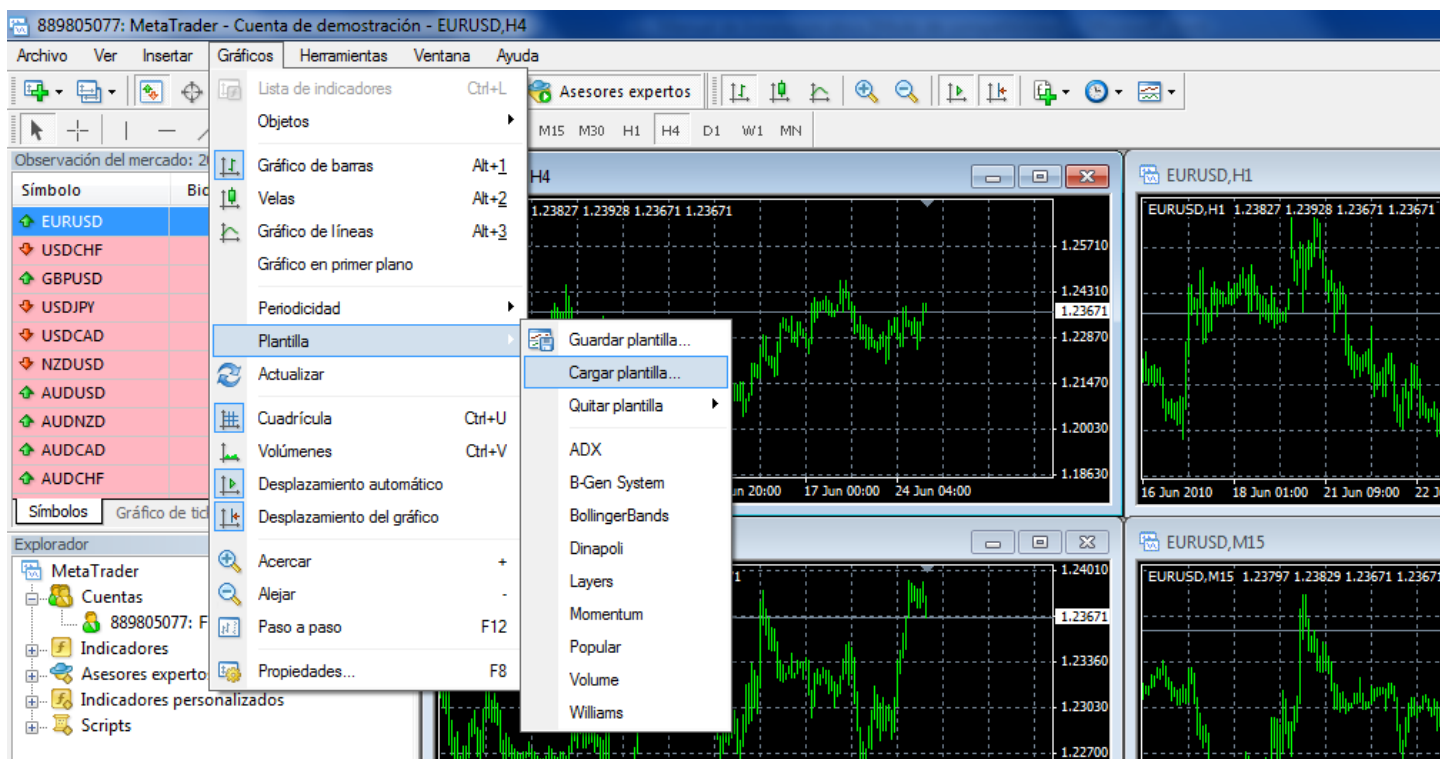 889805077: MetaTrader - Cuenta de demostración - EURUSD,H4
Archivo Ver Insertar Gráficos Herramientas Ventana Ayuda
Asesores expertos
M15 M30 H1 H4 D1 W1 MN
Lista de indicadores Ctrl+L
Objetos
Gráfico de barras Alt+1
Velas Alt+2
Gráfico de líneas Alt+3
Gráfico en primer plano
Periodicidad
Plantilla
Actualizar
Cuadrícula Ctrl+U
Volúmenes Ctrl+V
Desplazamiento automático
Desplazamiento del gráfico
Acercar +
Alejar -
Paso a paso F12
Propiedades... F8
Guardar plantilla...
Cargar plantilla...
Quitar plantilla
ADX
B-Gen System
BollingerBands
Dinapoli
Layers
Momentum
Popular
Volume
Williams
Observación del mercado: 2
Símbolo
EURUSD
USDCHF
GBPUSD
USDJPY
USDCAD
NZDUSD
AUDUSD
AUDNZD
AUDCAD
AUDCHF
Símbolos Gráfico de
Explorador
MetaTrader
Cuentas
889805077: F
Indicadores
Asesores experto
Indicadores personalizados
Scripts
H4
1.23827 1.23928 1.23671 1.23671
1.25710
1.24310
1.23671
1.22870
1.21470
1.20030
1.18630
20:00 17 Jun 00:00 24 Jun 04:00
EURUSD,H1
EURUSD,H1 1.23827 1.23928 1.23671 1.23671
16 Jun 2010 18 Jun 01:00 21 Jun 09:00 22
1.24010
1.23671
1.23360
1.23030
1.22700
EURUSD,M15
EURUSD,M15 1.23797 1.23829 1.23671 1.23671